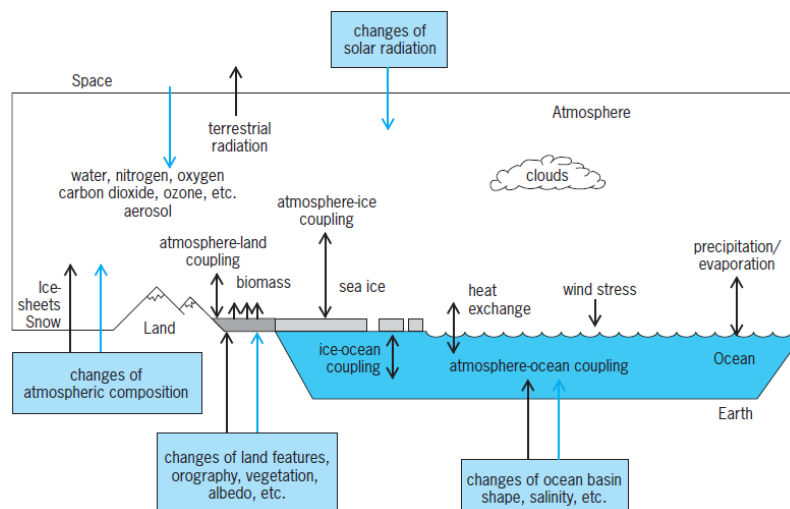 changes of
solar radiation
Space
terrestrial
radiation
Atmosphere
water, nitrogen, oxygen
carbon dioxide, ozone, etc.
aerosol
clouds
atmosphere-ice
coupling
atmosphere-land
coupling
precipitation/
evaporation
biomass
sea ice
heat
exchange
wind stress
Ice-
sheets
Snow
Land
ice-ocean
coupling
atmosphere-ocean coupling
Ocean
changes of
atmospheric composition
Earth
changes of land features,
orography, vegetation,
albedo, etc.
changes of ocean basin
shape, salinity, etc.